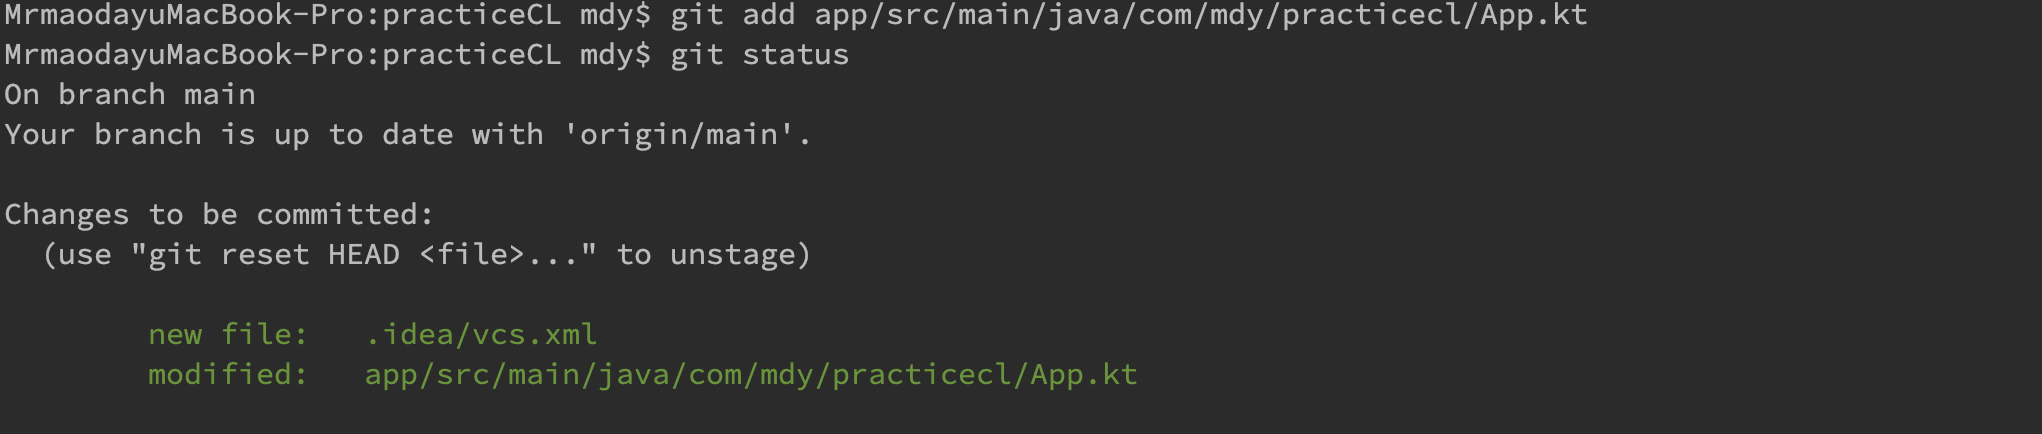 MrmaodayuMacBook-Pro:practiceCL mdy$ git add app/src/main/java/com/mdy/practicecl/App.kt
MrmaodayuMacBook-Pro:practiceCL mdy$ git status
On branch main
Your branch is up to date with 'origin/main'.

Changes to be committed:
  (use "git reset HEAD <file>..." to unstage)

        new file:   .idea/vcs.xml
        modified:   app/src/main/java/com/mdy/practicecl/App.kt